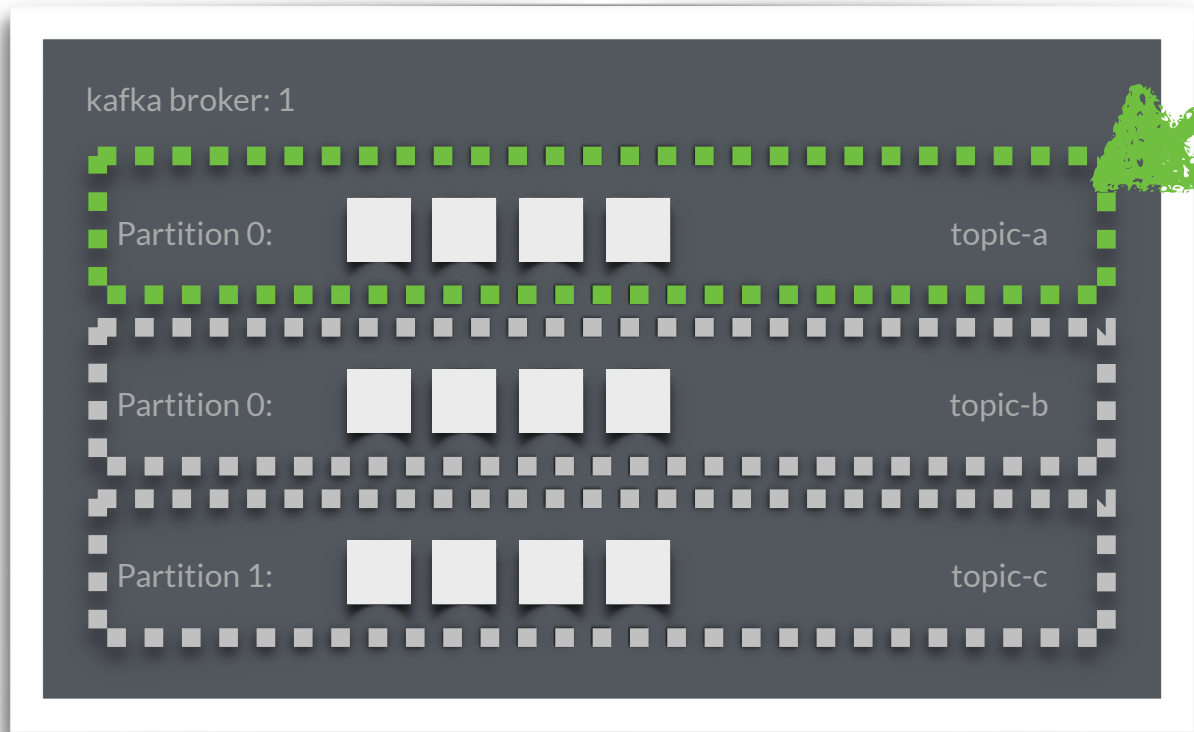 kafka broker: 1
Partition 0: topic-a
Partition 0: topic-b
Partition 1: topic-c